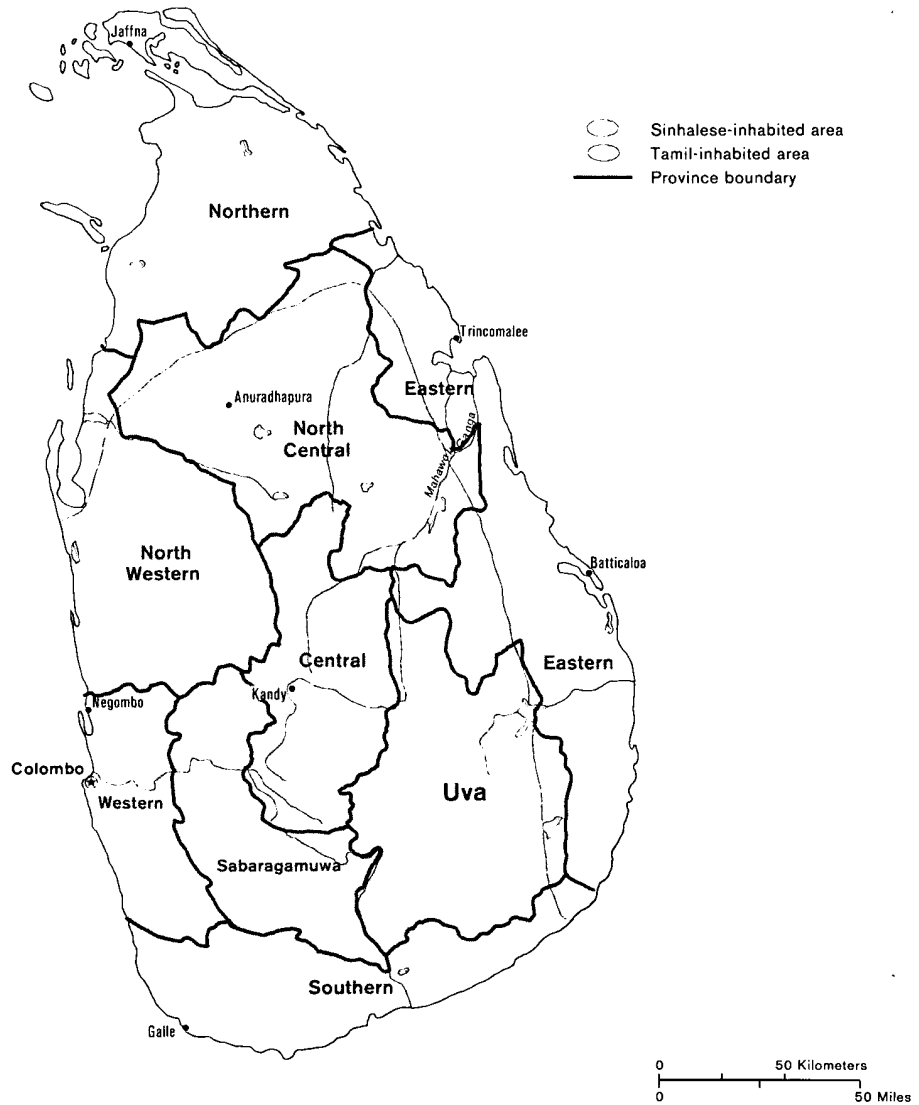 Jaffna
Sinhalese-inhabited area
Tamil-inhabited area
Province boundary
Northern
Trincomalee
Eastern
Anuradhapura
North
Central
Ganga
North
Western
Batticaloa
Central
Eastern
Kandy
Negombo
Colombo
Western
Uva
Sabaragamuwa
Southern
Galle
0 50 Kilometers
0 50 Miles